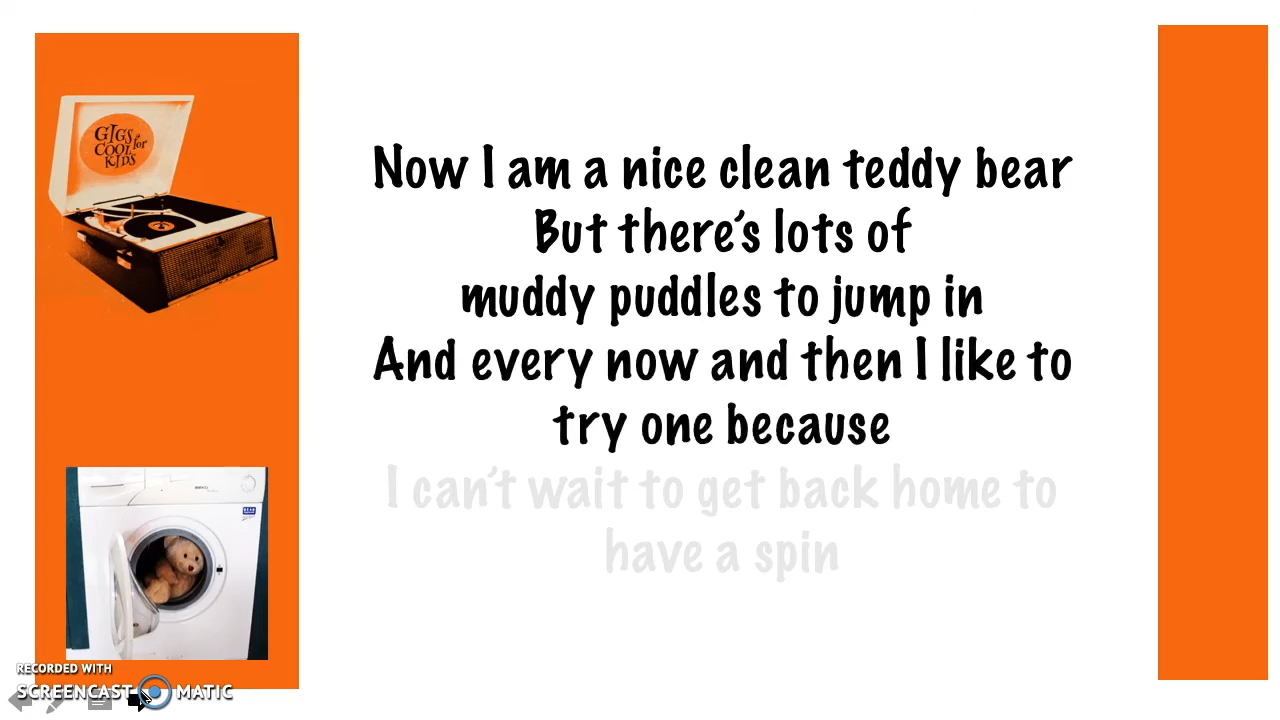 GIGS
COOL for
KIDS
Now I am a nice clean teddy bear
But there's lots of
muddy puddles to jump in
And every now and then I like to
try one because
I can't wait to get back home to
have a spin
RECORDED WITH
SCREENCAST MATIC